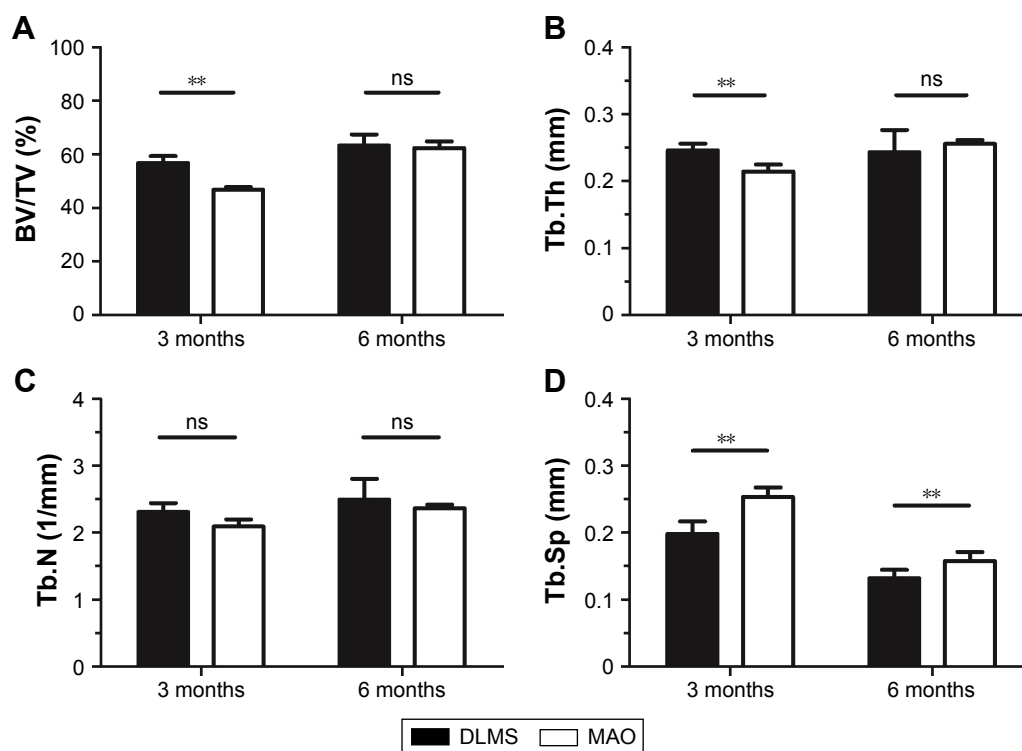 A
BV/TV (%)
100
80
60
40
20
0
**
ns
3 months
6 months
B
Tb.Th (mm)
0.4
0.3
0.2
0.1
0
**
ns
3 months
6 months
C
Tb.N (1/mm)
4
3
2
1
0
ns
ns
3 months
6 months
D
Tb.Sp (mm)
0.4
0.3
0.2
0.1
0
**
**
3 months
6 months
DLMS
MAO